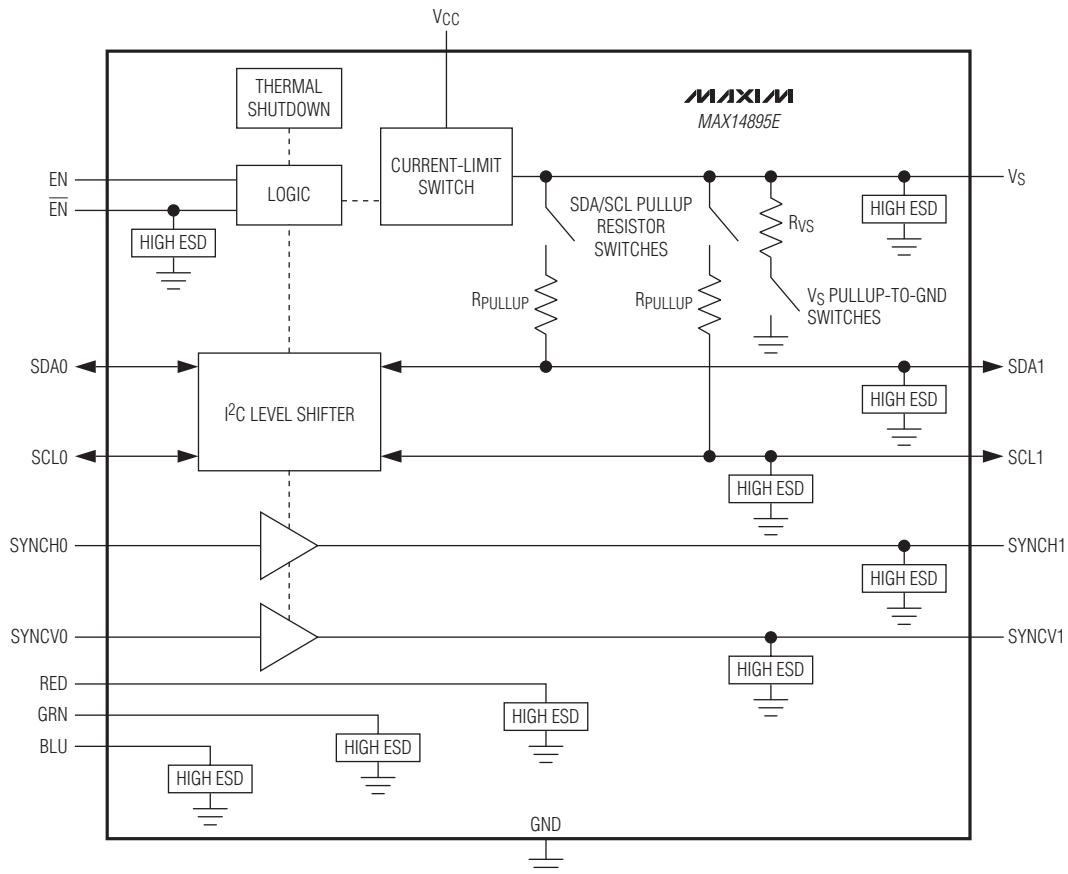 VCC
THERMAL
SHUTDOWN
MAXIM
MAX14895E
CURRENT-LIMIT
SWITCH
EN
LOGIC
VS
EN
HIGH ESD
HIGH ESD
SDA/SCL PULLUP
RESISTOR
SWITCHES
RVS
RPULLUP
RPULLUP
VS PULLUP-TO-GND
SWITCHES
SDA0
SDA1
I2C LEVEL SHIFTER
HIGH ESD
SCL0
SCL1
HIGH ESD
SYNCH0
SYNCH1
HIGH ESD
SYNCV0
SYNCV1
HIGH ESD
RED
HIGH ESD
GRN
HIGH ESD
BLU
HIGH ESD
GND